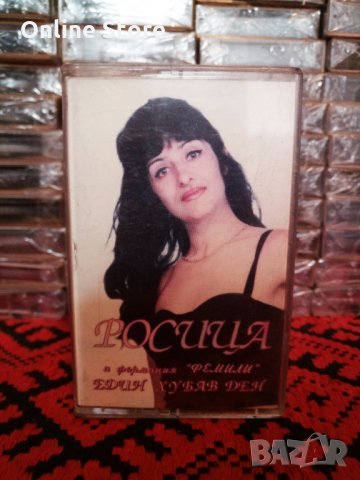 Online Store
РОСИЦА
и формация "ФЕМИЛИ"
ЕДИН ХУБАВ ДЕН
BAZAR